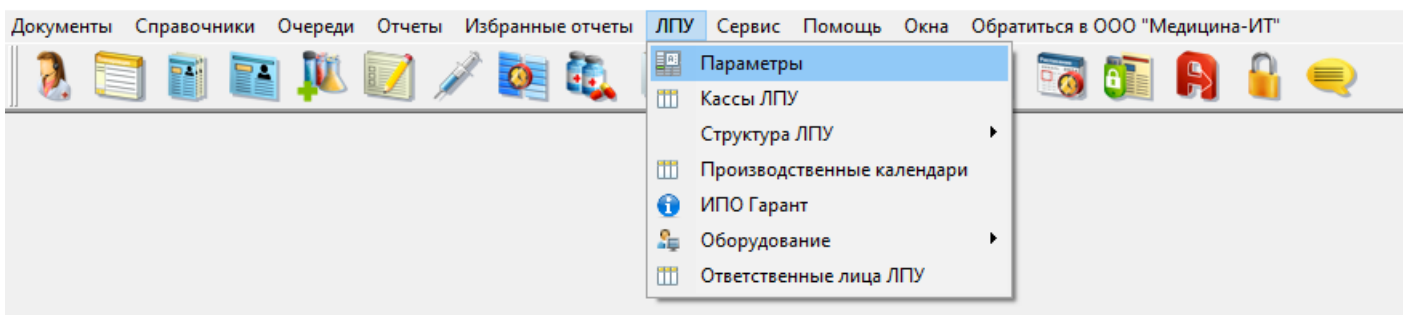 Документы Справочники Очереди Отчеты Избранные отчеты ЛПУ Сервис Помощь Окна Обратиться в ООО "Медицина-ИТ"
Параметры
Кассы ЛПУ
Структура ЛПУ
Производственные календари
ИПО Гарант
Оборудование
Ответственные лица ЛПУ